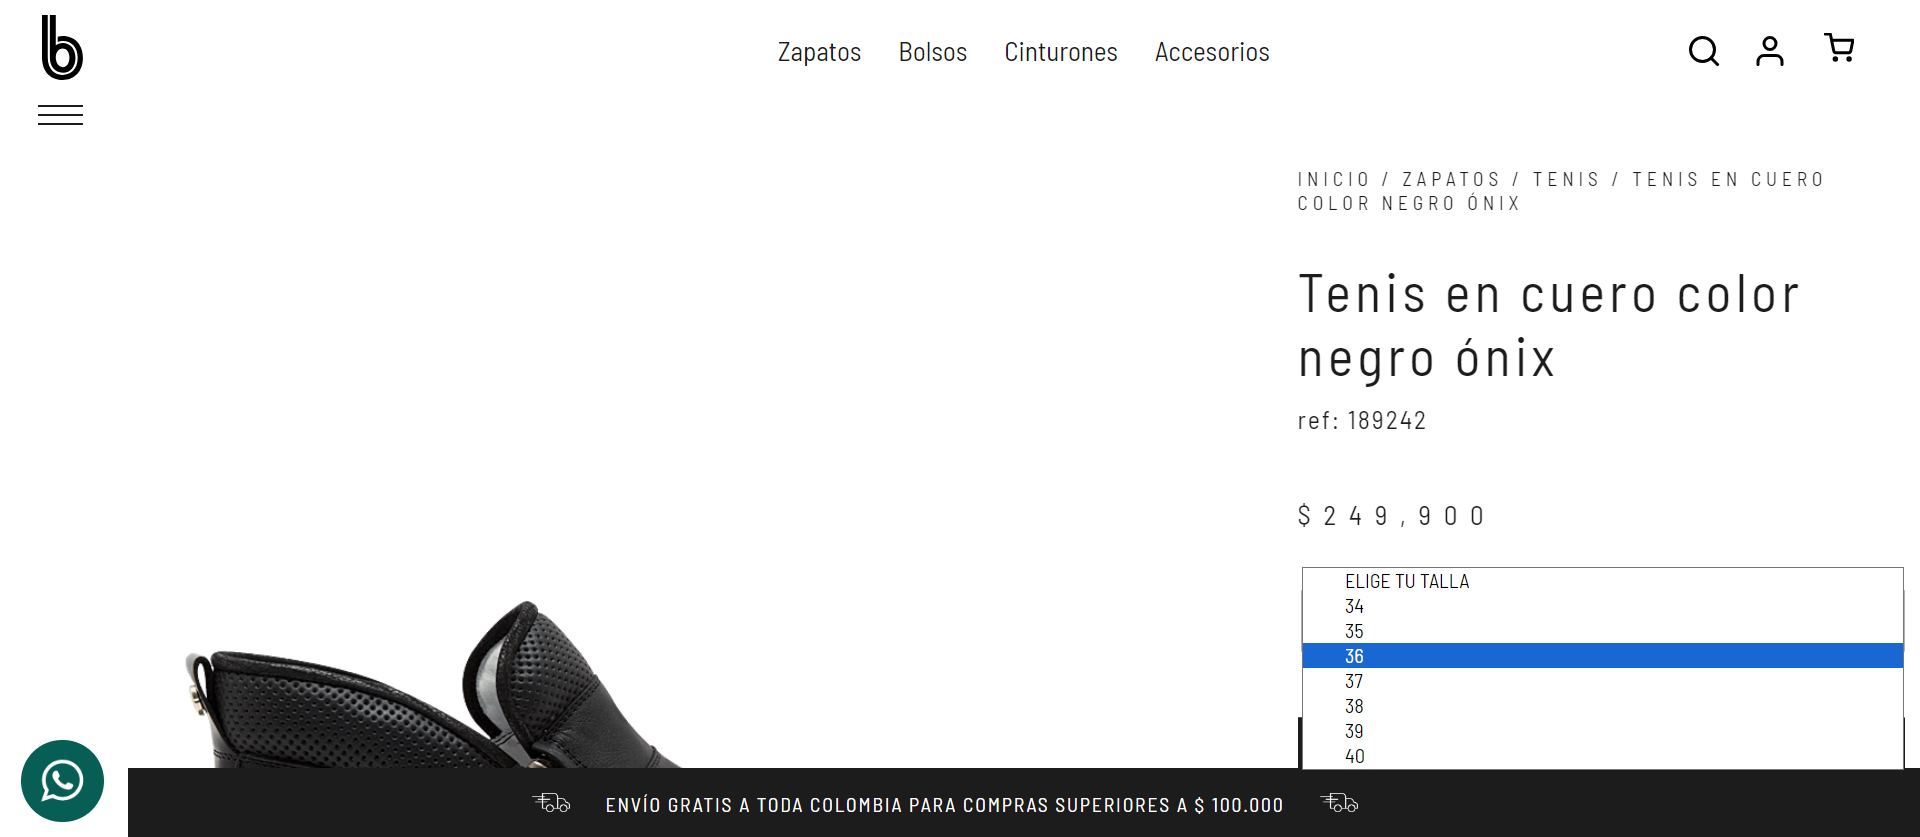 b
Zapatos Bolsos Cinturones Accesorios
INICIO / ZAPATOS / TENIS / TENIS EN CUERO
COLOR NEGRO ÓNIX
Tenis en cuero color
negro ónix
ref: 189242
$249,900
ELIGE TU TALLA
34
35
36
37
38
39
40
ENVÍO GRATIS A TODA COLOMBIA PARA COMPRAS SUPERIORES A $ 100.000